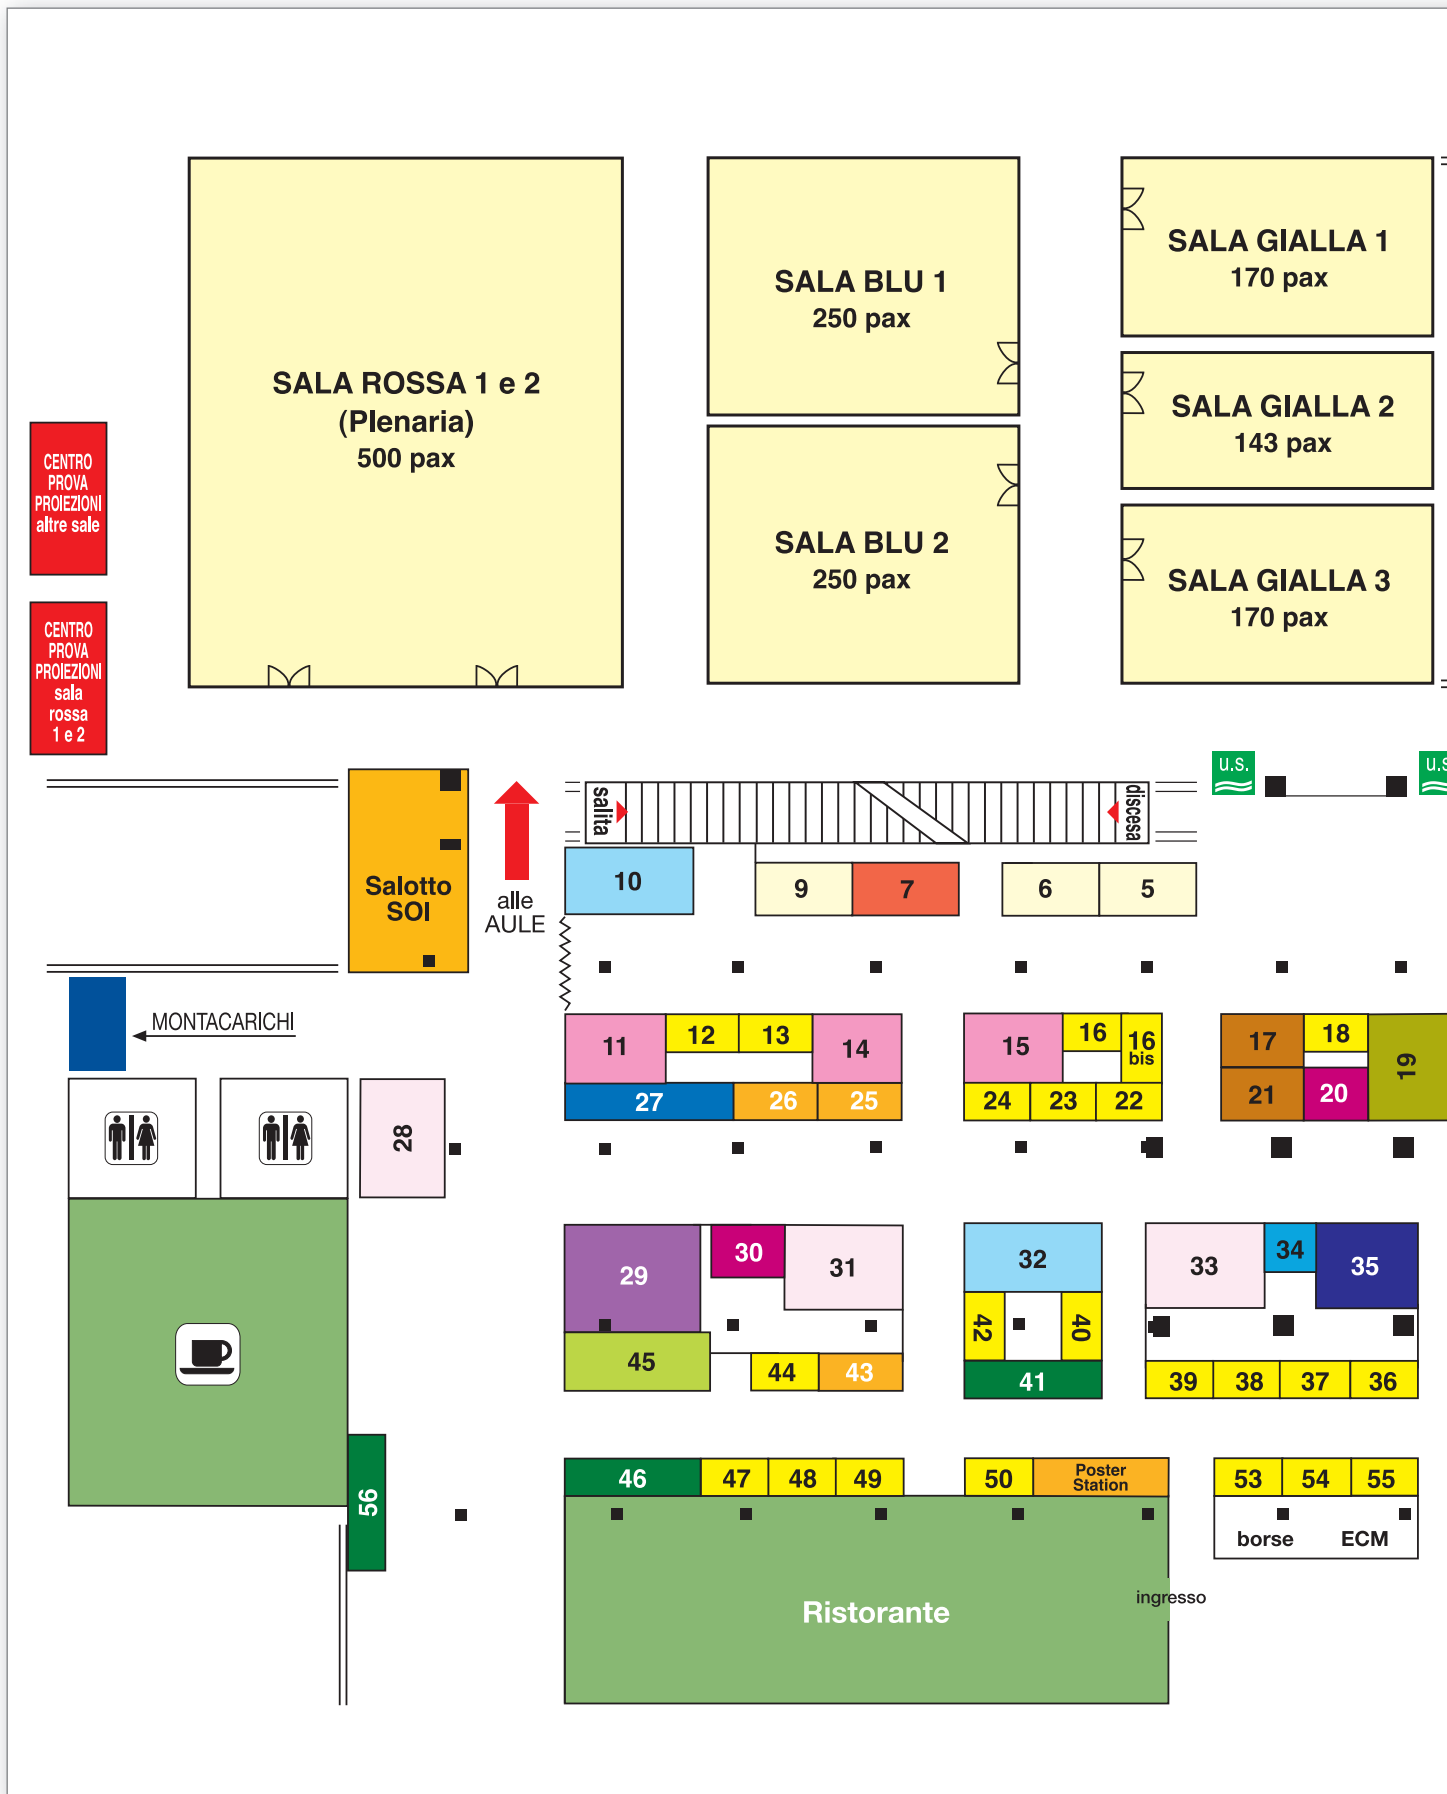 SALA ROSSA 1 e 2
(Plenaria)
500 pax
SALA BLU 1
250 pax
SALA BLU 2
250 pax
SALA GIALLA 1
170 pax
SALA GIALLA 2
143 pax
SALA GIALLA 3
170 pax
CENTRO
PROVA
PROIEZIONI
altre sale
CENTRO
PROVA
PROIEZIONI
sala
rossa
1 e 2
Salotto
SOI
alle
AULE
salita
discesa
u.s.
u.s
10
9
7
6
5
MONTACARICHI
11
12
13
14
27
26
25
15
16
16
bis
24
23
22
17
18
19
21
20
28
29
30
31
45
44
43
32
42
40
41
33
34
35
39
38
37
36
56
46
47
48
49
50
Poster
Station
53
54
55
borse
ECM
ingresso
Ristorante